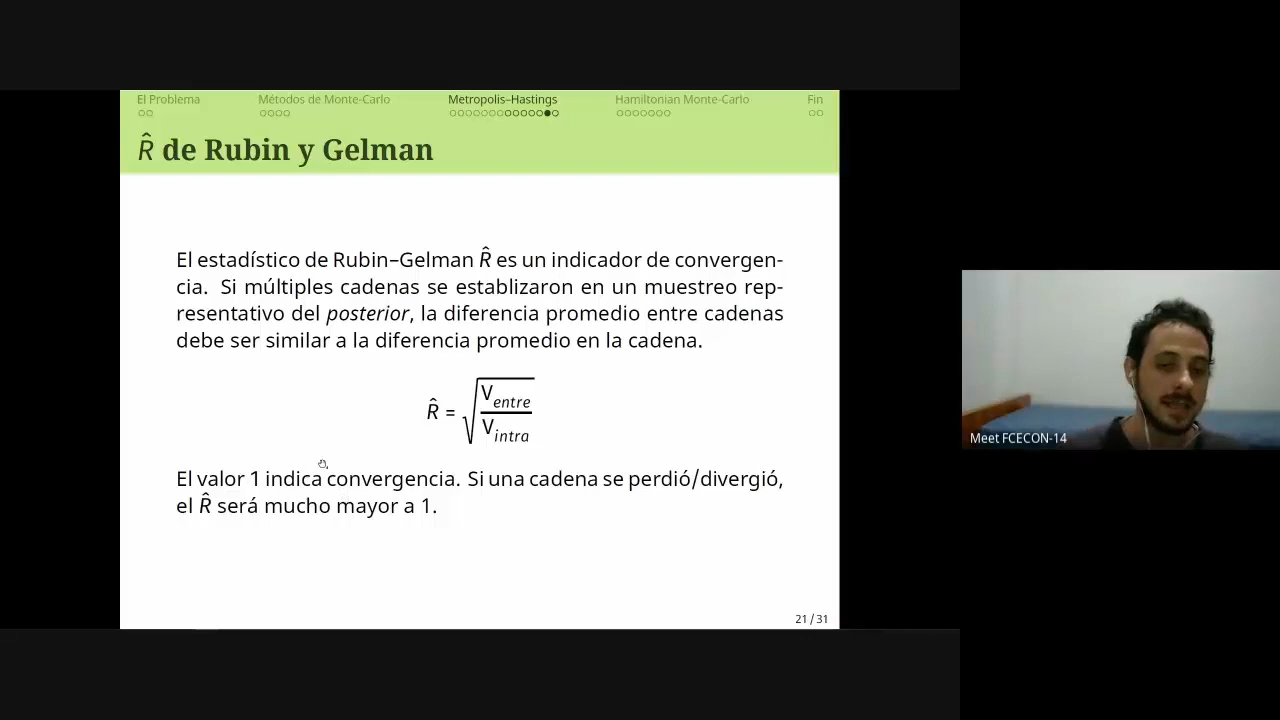 El Problema Métodos de Monte-Carlo Metropolis–Hastings Hamiltonian Monte-Carlo Fin
R̂ de Rubin y Gelman
El estadístico de Rubin–Gelman R̂ es un indicador de convergen-
cia. Si múltiples cadenas se establizaron en un muestreo rep-
resentativo del posterior, la diferencia promedio entre cadenas
debe ser similar a la diferencia promedio en la cadena.
R̂ = √(V_entre / V_intra)
El valor 1 indica convergencia. Si una cadena se perdió/divergió,
el R̂ será mucho mayor a 1.
21 / 31
Meet FCECON-14